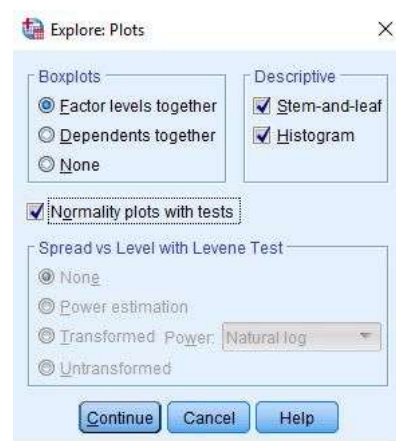 Explore: Plots
Boxplots
Factor levels together
Dependents together
None
Descriptive
Stem-and-leaf
Histogram
Normality plots with tests
Spread vs Level with Levene Test
None
Power estimation
Transformed Power: Natural log
Untransformed
Continue Cancel Help